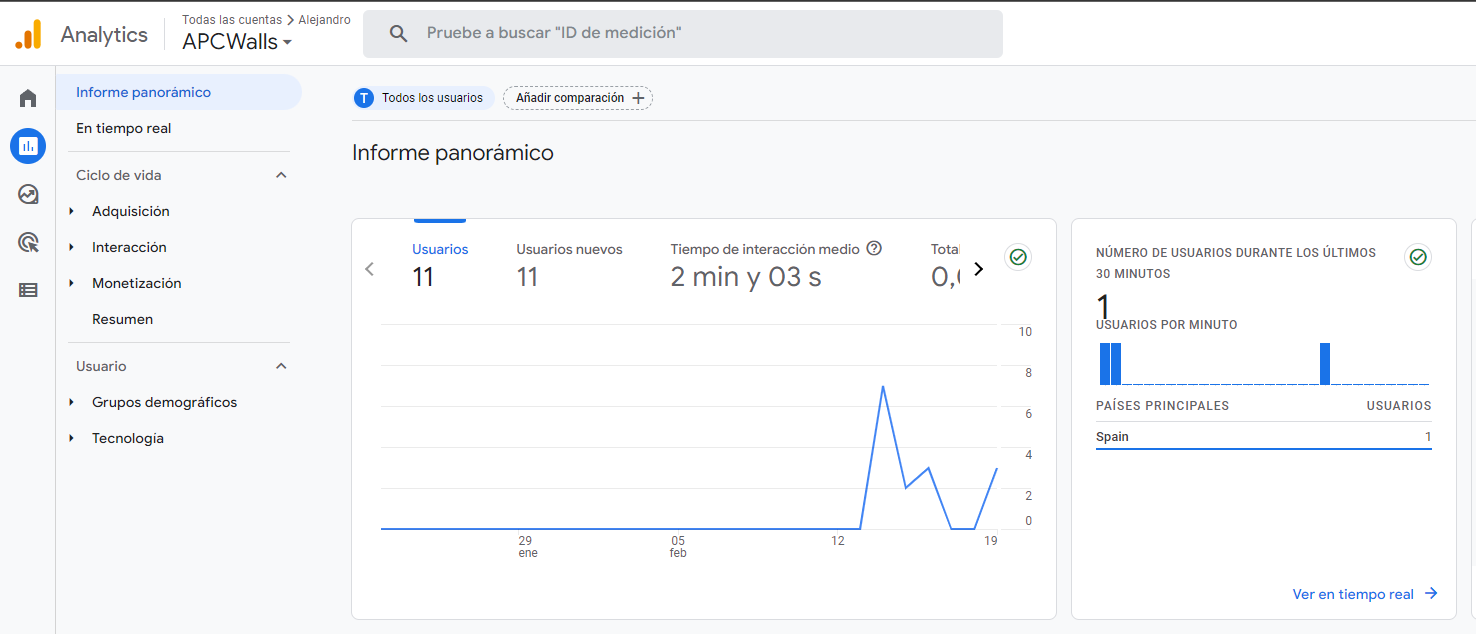 Analytics
Todas las cuentas > Alejandro
APCWalls
Pruebe a buscar "ID de medición"
Informe panorámico
En tiempo real
Ciclo de vida
Adquisición
Interacción
Monetización
Resumen
Usuario
Grupos demográficos
Tecnología
T Todos los usuarios
Añadir comparación +
Informe panorámico
Usuarios
11
Usuarios nuevos
11
Tiempo de interacción medio
2 min y 03 s
Total
0,
10
8
6
4
2
0
29
ene
05
feb
12
19
NÚMERO DE USUARIOS DURANTE LOS ÚLTIMOS
30 MINUTOS
1
USUARIOS POR MINUTO
PAÍSES PRINCIPALES USUARIOS
Spain 1
Ver en tiempo real